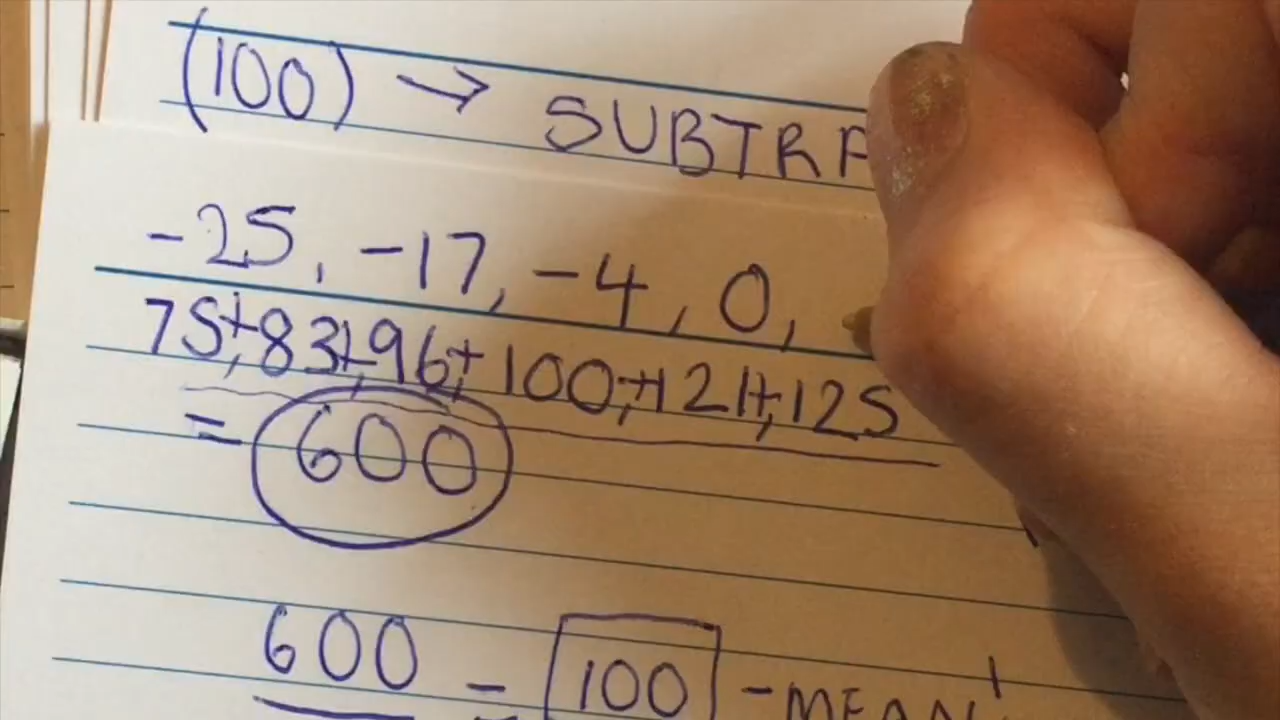 (100) → SUBTRA
-25, -17, -4, 0,
75+, 83+, 96+, 100,+ 121+, 125
= 600
600 = 100 - MEAN